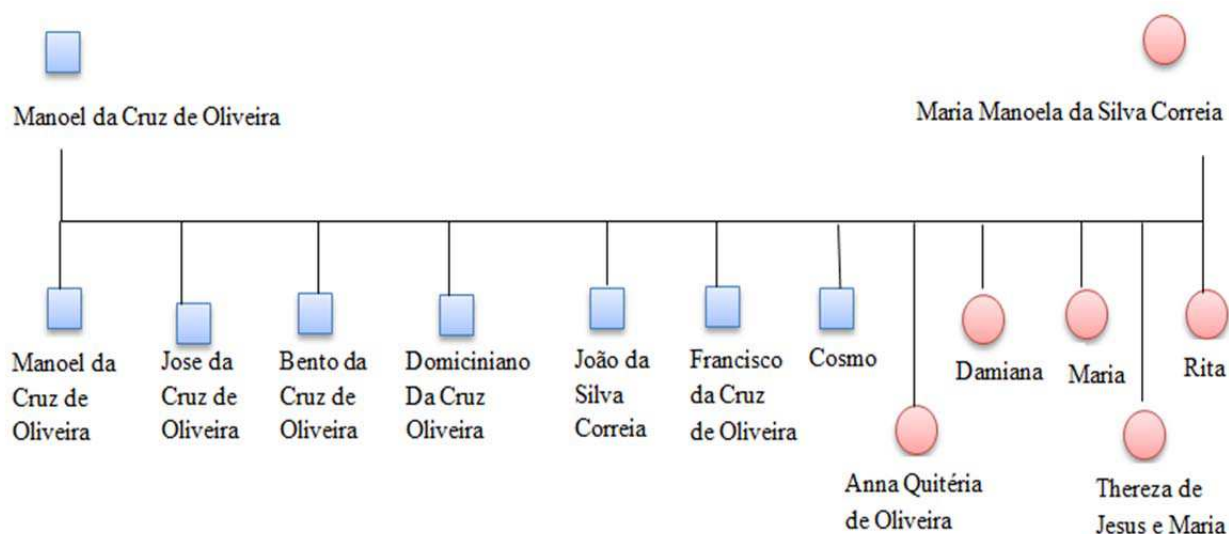 Manoel da Cruz de Oliveira
Maria Manoela da Silva Correia
Manoel da
Cruz de
Oliveira
Jose da
Cruz de
Oliveira
Bento da
Cruz de
Oliveira
Domiciniano
Da Cruz
Oliveira
João da
Silva
Correia
Francisco
da Cruz
de Oliveira
Cosmo
Anna Quitéria
de Oliveira
Damiana
Maria
Thereza de
Jesus e Maria
Rita